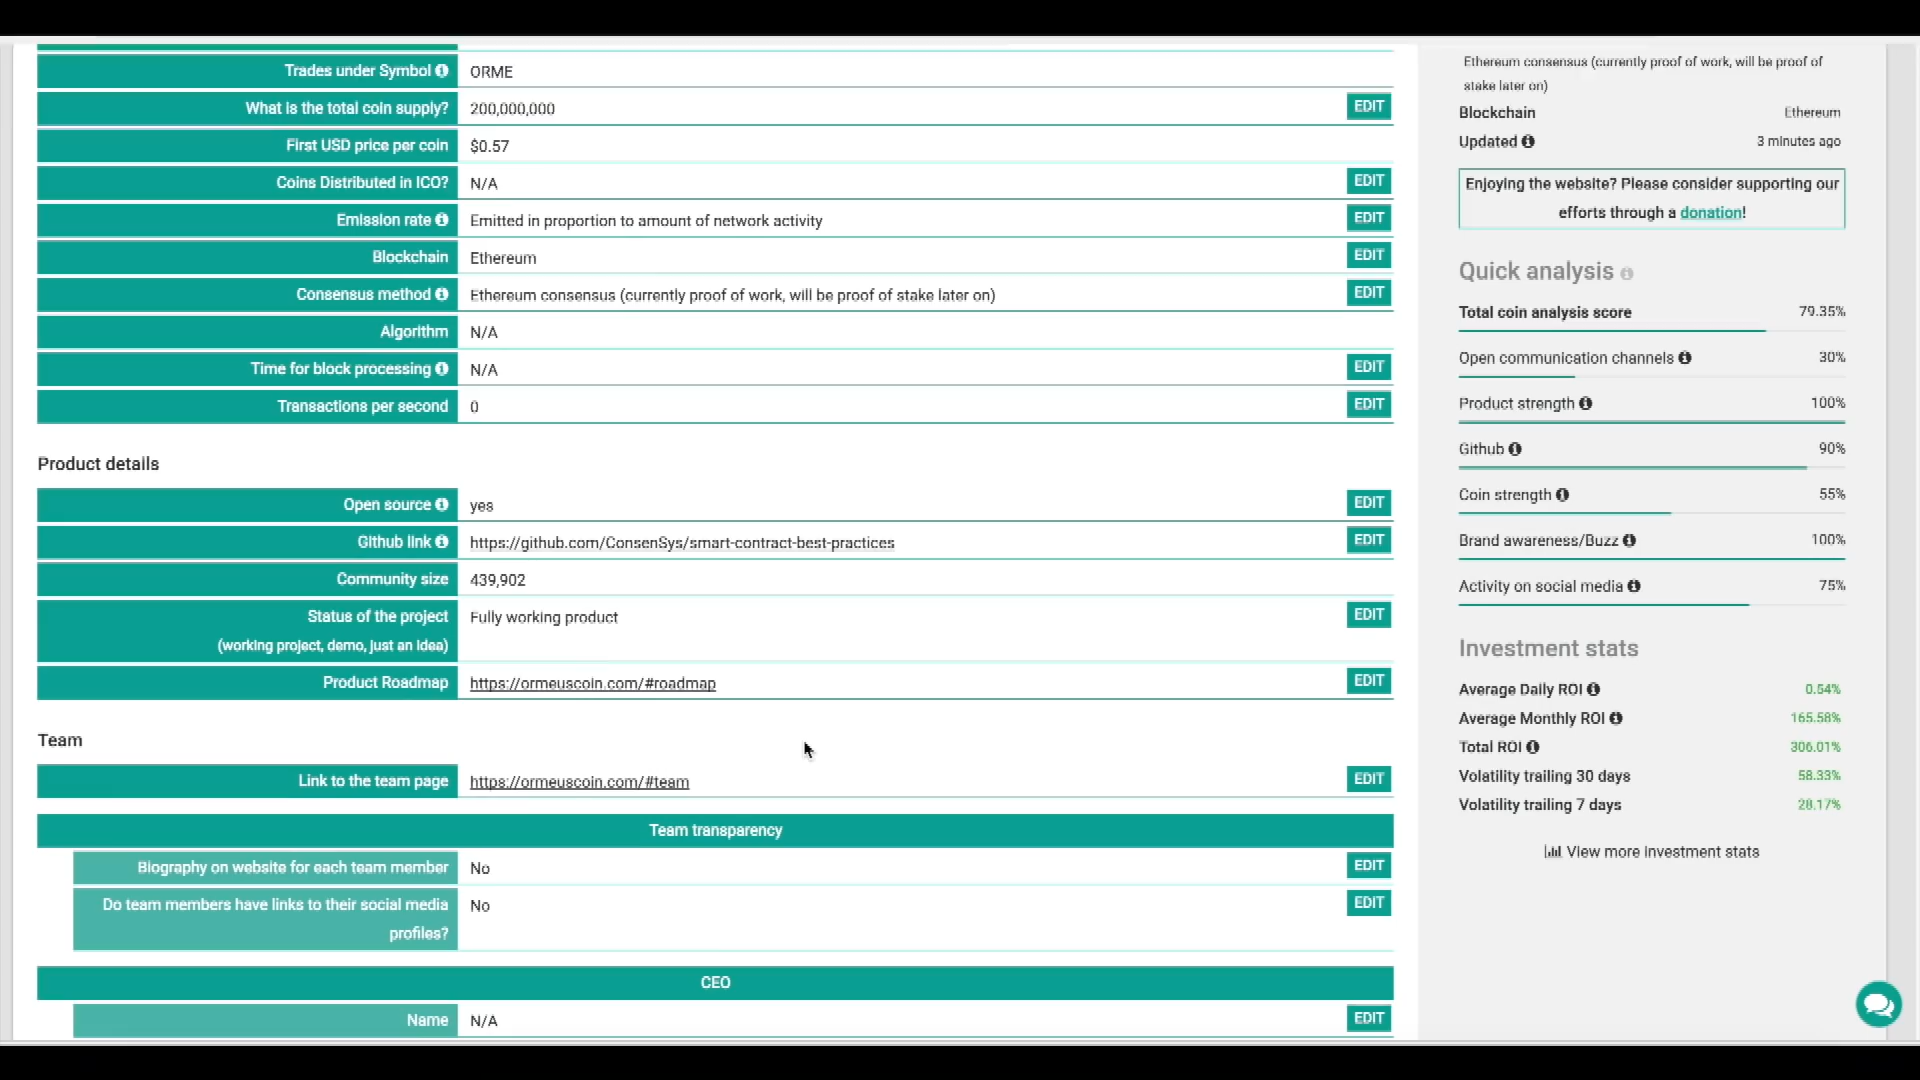 Trades under Symbol ORME
What is the total coin supply? 200,000,000 EDIT
First USD price per coin $0.57
Coins Distributed in ICO? N/A EDIT
Emission rate Emitted in proportion to amount of network activity EDIT
Blockchain Ethereum EDIT
Consensus method Ethereum consensus (currently proof of work, will be proof of stake later on) EDIT
Algorithm N/A
Time for block processing N/A EDIT
Transactions per second 0 EDIT
Product details
Open source yes EDIT
Github link https://github.com/ConsenSys/smart-contract-best-practices EDIT
Community size 439,902
Status of the project Fully working product EDIT
(working project, demo, just an idea)
Product Roadmap https://ormeuscoin.com/#roadmap EDIT
Team
Link to the team page https://ormeuscoin.com/#team EDIT
Team transparency
Biography on website for each team member No EDIT
Do team members have links to their social media No EDIT
profiles?
CEO
Name N/A EDIT
Ethereum consensus (currently proof of work, will be proof of
stake later on)
Blockchain Ethereum
Updated 3 minutes ago
Enjoying the website? Please consider supporting our
efforts through a donation!
Quick analysis
Total coin analysis score 79.35%
Open communication channels 30%
Product strength 100%
Github 90%
Coin strength 55%
Brand awareness/Buzz 100%
Activity on social media 75%
Investment stats
Average Daily ROI 0.54%
Average Monthly ROI 165.58%
Total ROI 306.01%
Volatility trailing 30 days 58.33%
Volatility trailing 7 days 28.17%
View more investment stats